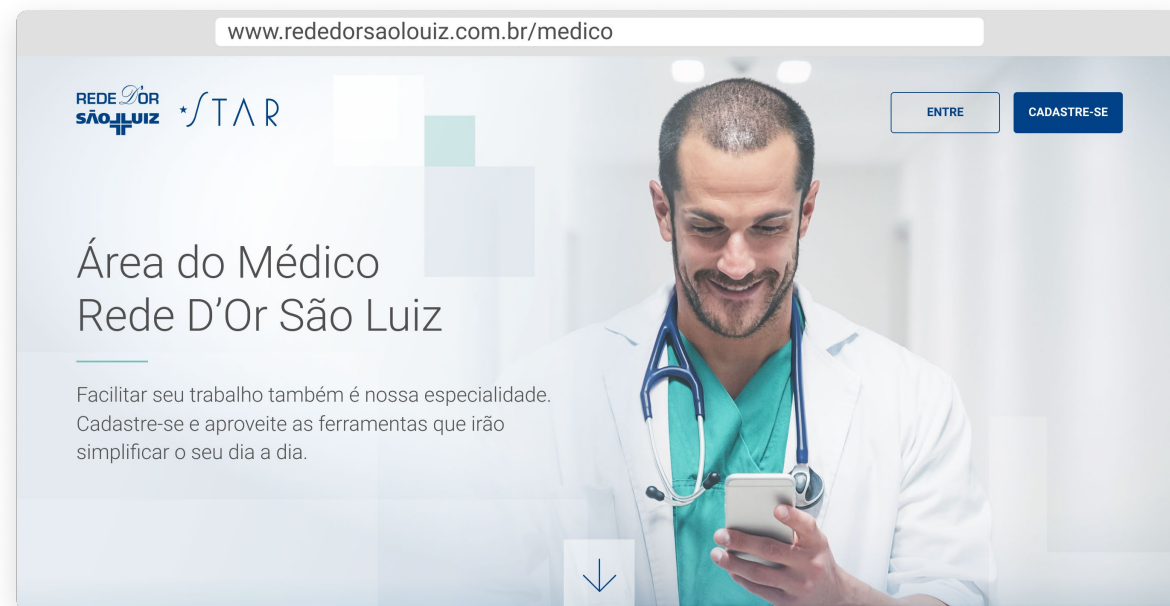 www.rededorsaolouiz.com.br/medico
REDE D'OR
SÃO LUIZ
STAR
ENTRE
CADASTRE-SE
Área do Médico
Rede D'Or São Luiz
Facilitar seu trabalho também é nossa especialidade.
Cadastre-se e aproveite as ferramentas que irão
simplificar o seu dia a dia.